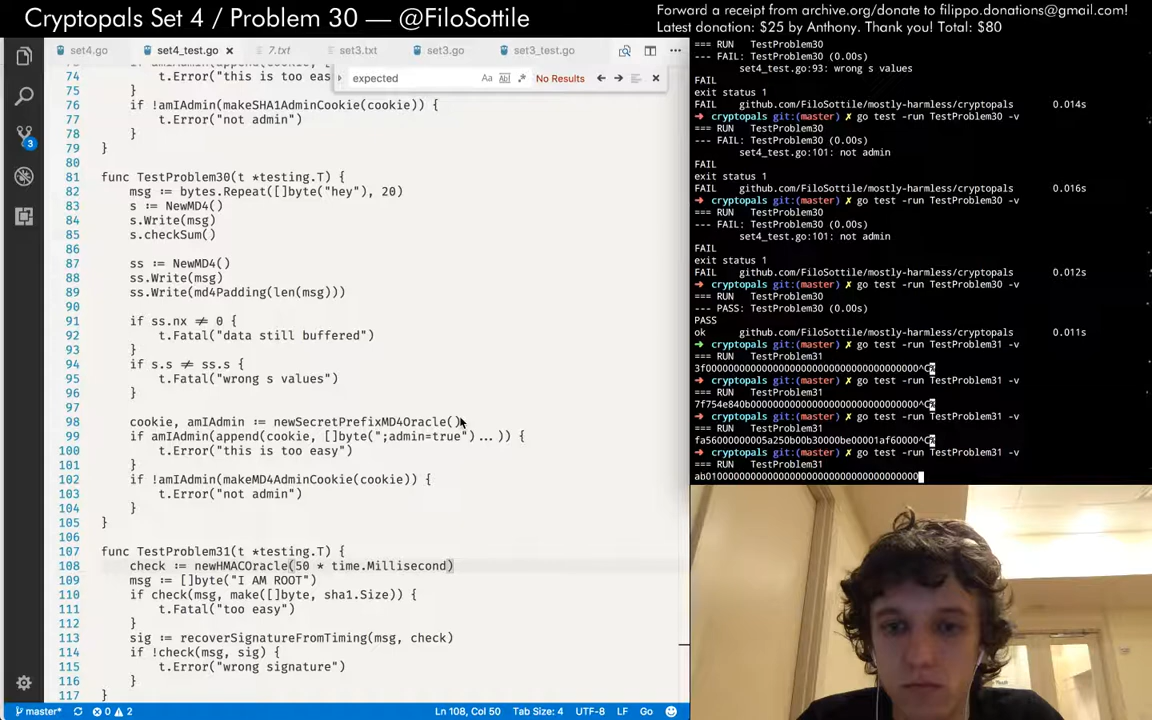 Cryptopals Set 4 / Problem 30 — @FiloSottile
Forward a receipt from archive.org/donate to filippo.donations@gmail.com!
Latest donation: $25 by Anthony. Thank you! Total: $80
set4.go
set4_test.go
7.txt
set3.txt
set3.go
set3_test.go
expected
No Results
74 t.Error("this is too eas
75 }
76 if !amIAdmin(makeSHA1AdminCookie(cookie)) {
77 t.Error("not admin")
78 }
79 }
80
81 func TestProblem30(t *testing.T) {
82 msg := bytes.Repeat([]byte("hey"), 20)
83 s := NewMD4()
84 s.Write(msg)
85 s.checkSum()
86
87 ss := NewMD4()
88 ss.Write(msg)
89 ss.Write(md4Padding(len(msg)))
90
91 if ss.nx ≠ 0 {
92 t.Fatal("data still buffered")
93 }
94 if s.s ≠ ss.s {
95 t.Fatal("wrong s values")
96 }
97
98 cookie, amIAdmin := newSecretPrefixMD4Oracle()
99 if amIAdmin(append(cookie, []byte(";admin=true")...)) {
100 t.Error("this is too easy")
101 }
102 if !amIAdmin(makeMD4AdminCookie(cookie)) {
103 t.Error("not admin")
104 }
105 }
106
107 func TestProblem31(t *testing.T) {
108 check := newHMACOracle(50 * time.Millisecond)
109 msg := []byte("I AM ROOT")
110 if check(msg, make([]byte, sha1.Size)) {
111 t.Fatal("too easy")
112 }
113 sig := recoverSignatureFromTiming(msg, check)
114 if !check(msg, sig) {
115 t.Error("wrong signature")
116 }
117 }
3
master* 0 2
Ln 108, Col 50 Tab Size: 4 UTF-8 LF Go
=== RUN TestProblem30
--- FAIL: TestProblem30 (0.00s)
set4_test.go:93: wrong s values
FAIL
exit status 1
FAIL github.com/FiloSottile/mostly-harmless/cryptopals 0.014s
➜ cryptopals git:(master) ✗ go test -run TestProblem30 -v
=== RUN TestProblem30
--- FAIL: TestProblem30 (0.00s)
set4_test.go:101: not admin
FAIL
exit status 1
FAIL github.com/FiloSottile/mostly-harmless/cryptopals 0.016s
➜ cryptopals git:(master) ✗ go test -run TestProblem30 -v
=== RUN TestProblem30
--- FAIL: TestProblem30 (0.00s)
set4_test.go:101: not admin
FAIL
exit status 1
FAIL github.com/FiloSottile/mostly-harmless/cryptopals 0.012s
➜ cryptopals git:(master) ✗ go test -run TestProblem30 -v
=== RUN TestProblem30
--- PASS: TestProblem30 (0.00s)
PASS
ok github.com/FiloSottile/mostly-harmless/cryptopals 0.011s
➜ cryptopals git:(master) ✗ go test -run TestProblem31 -v
=== RUN TestProblem31
3f00000000000000000000000000000000000000^C%
➜ cryptopals git:(master) ✗ go test -run TestProblem31 -v
=== RUN TestProblem31
7f754e840b000000000000000000000000000000^C%
➜ cryptopals git:(master) ✗ go test -run TestProblem31 -v
=== RUN TestProblem31
fa56000000005a250b00b30000be00001af60000^C%
➜ cryptopals git:(master) ✗ go test -run TestProblem31 -v
=== RUN TestProblem31
ab01000000000000000000000000000000000000